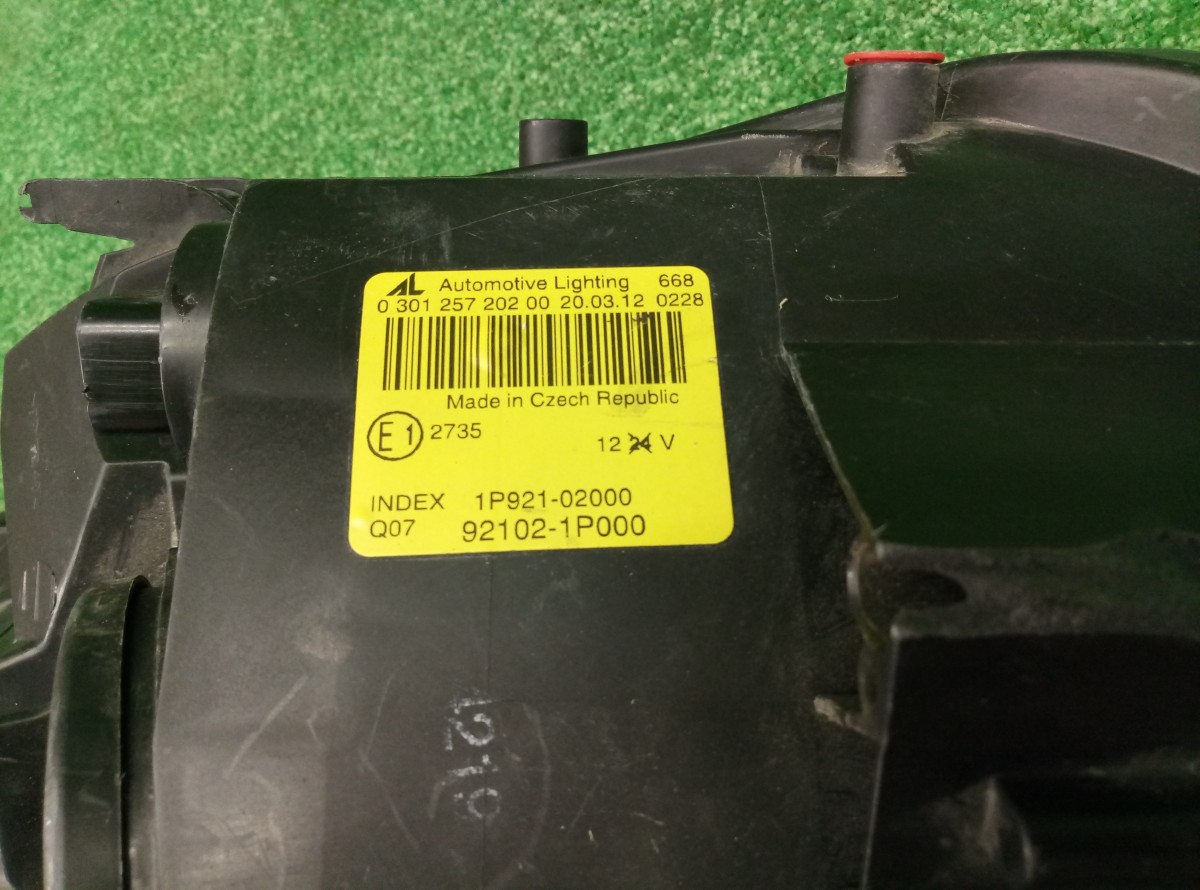 AL Automotive Lighting 668
0 301 257 202 00 20.03.12 0228
Made in Czech Republic
E1 2735
12 24 V
INDEX 1P921-02000
Q07 92102-1P000